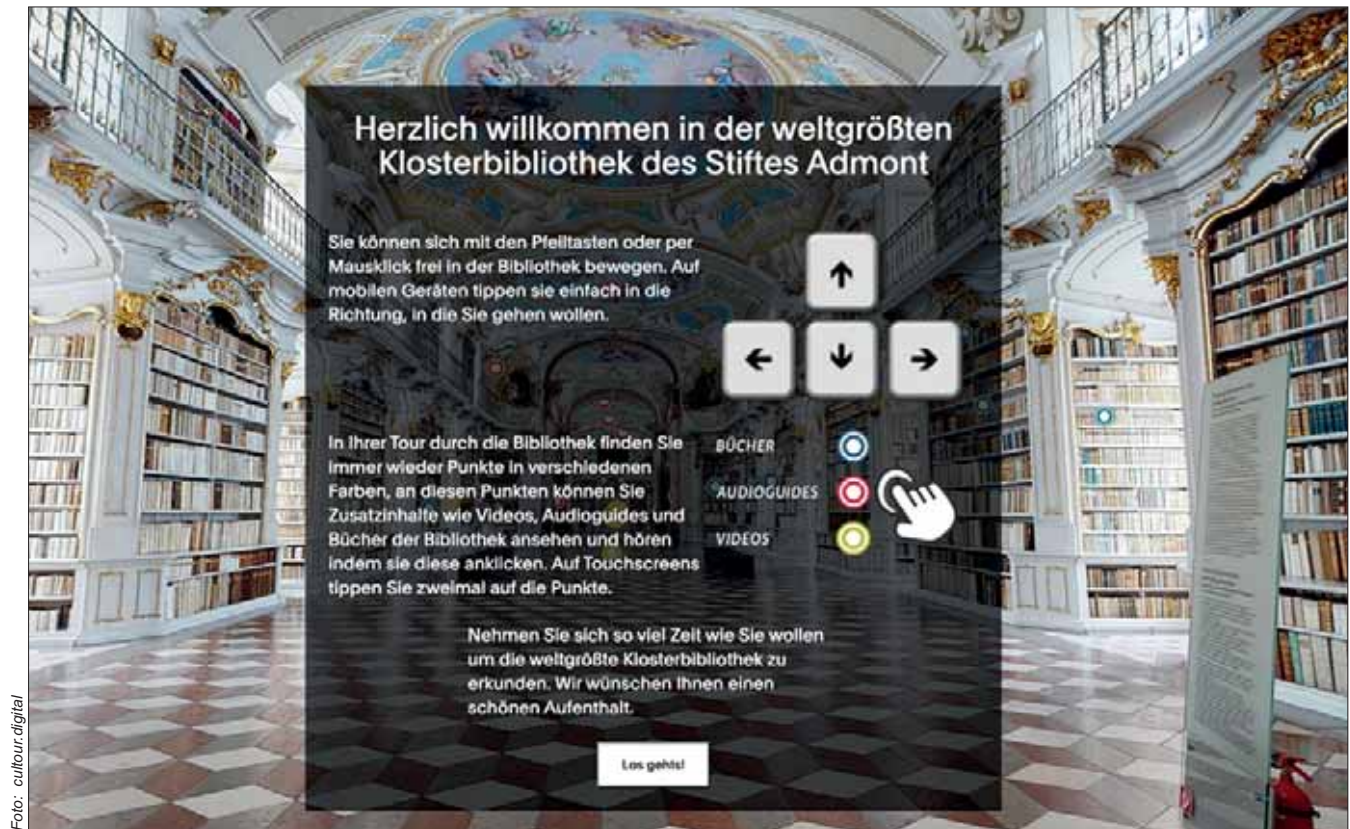 Herzlich willkommen in der weltgrößten
Klosterbibliothek des Stiftes Admont
Sie können sich mit den Pfeiltasten oder per
Mausklick frei in der Bibliothek bewegen. Auf
mobilen Geräten tippen sie einfach in die
Richtung, in die Sie gehen wollen.
In Ihrer Tour durch die Bibliothek finden Sie
immer wieder Punkte in verschiedenen
Farben, an diesen Punkten können Sie
Zusatzinhalte wie Videos, Audioguides und
Bücher der Bibliothek ansehen und hören
indem sie diese anklicken. Auf Touchscreens
tippen Sie zweimal auf die Punkte.
BÜCHER
AUDIOGUIDES
VIDEOS
Nehmen Sie sich so viel Zeit wie Sie wollen
um die weltgrößte Klosterbibliothek zu
erkunden. Wir wünschen Ihnen einen
schönen Aufenthalt.
Los gehts!
Foto: cultour.digital